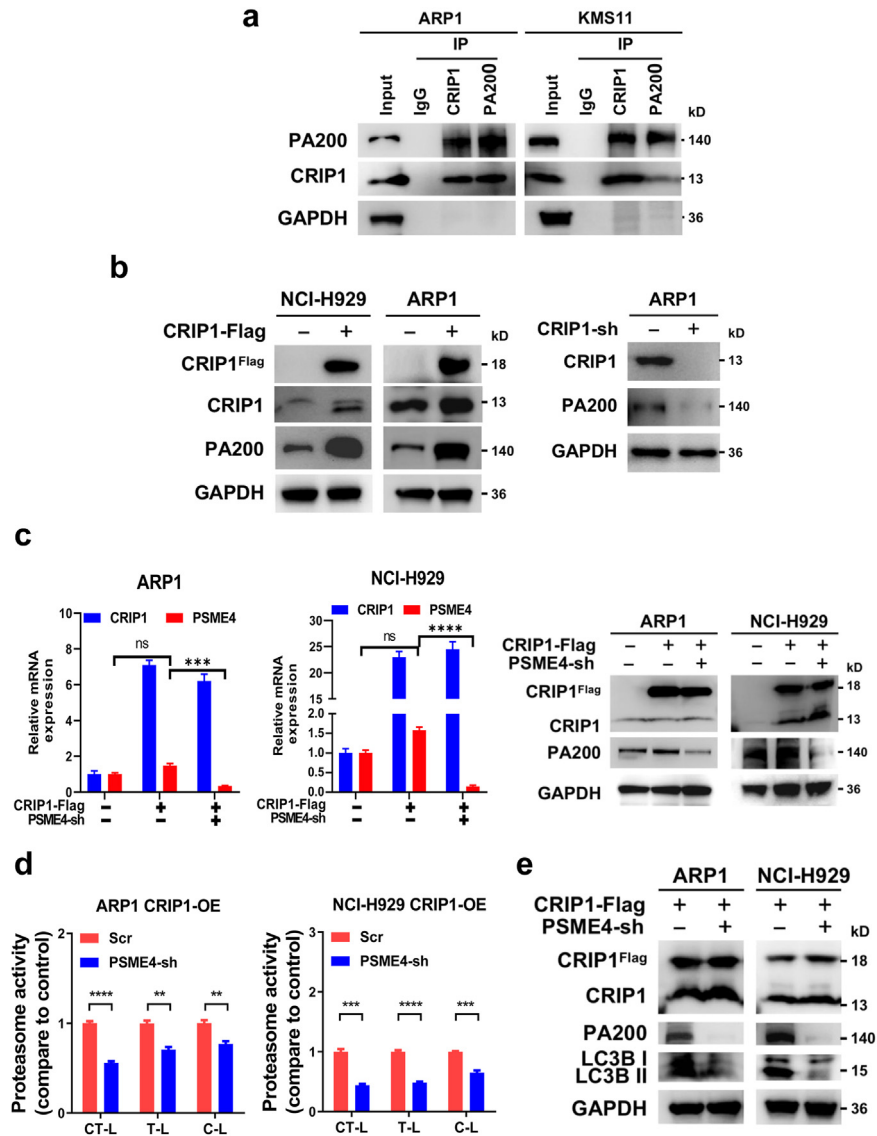 a
ARP1 KMS11
IP IP
Input IgG CRIP1 PA200 Input IgG CRIP1 PA200 kD
PA200 140
CRIP1 13
GAPDH 36
b
NCI-H929 ARP1
CRIP1-Flag – + – + kD
CRIP1Flag 18
CRIP1 13
PA200 140
GAPDH 36
ARP1
CRIP1-sh – + kD
CRIP1 13
PA200 140
GAPDH 36
c
ARP1
CRIP1 PSME4
Relative mRNA
expression
8
6
4
2
0
ns
***
CRIP1-Flag – + +
PSME4-sh – +
NCI-H929
CRIP1 PSME4
Relative mRNA
expression
25
20
15
10
5
2.0
1.5
1.0
0.5
0.0
ns
****
CRIP1-Flag – + +
PSME4-sh – +
ARP1 NCI-H929
CRIP1-Flag – + + – + +
PSME4-sh – – + – – + kD
CRIP1Flag 18
CRIP1 13
PA200 140
GAPDH 36
d
ARP1 CRIP1-OE
Proteasome activity
(compare to control)
Scr
PSME4-sh
2
1
0
**** ** **
CT-L T-L C-L
NCI-H929 CRIP1-OE
Proteasome activity
(compare to control)
Scr
PSME4-sh
3
2
1
0
*** **** ***
CT-L T-L C-L
e
ARP1 NCI-H929
CRIP1-Flag + + + +
PSME4-sh – + – + kD
CRIP1Flag 18
CRIP1 13
PA200 140
LC3B I
LC3B II 15
GAPDH 36